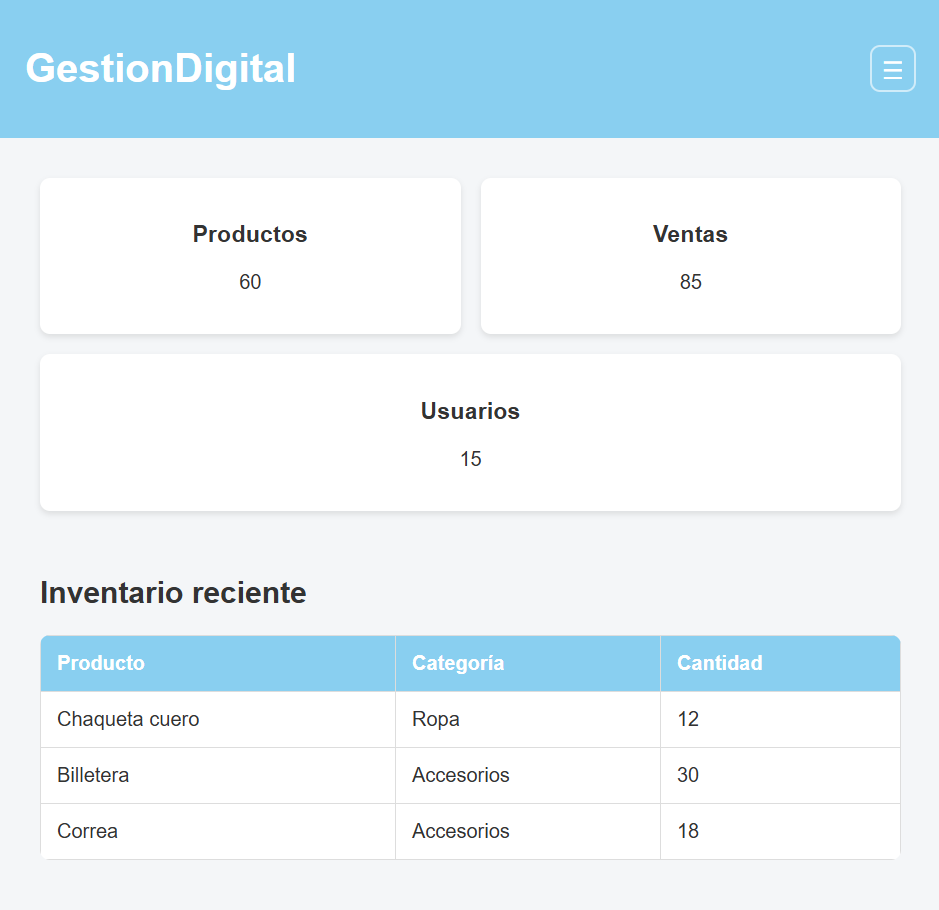 GestionDigital ☰
Productos Ventas
60 85
Usuarios
15
Inventario reciente
Producto Categoría Cantidad
Chaqueta cuero Ropa 12
Billetera Accesorios 30
Correa Accesorios 18